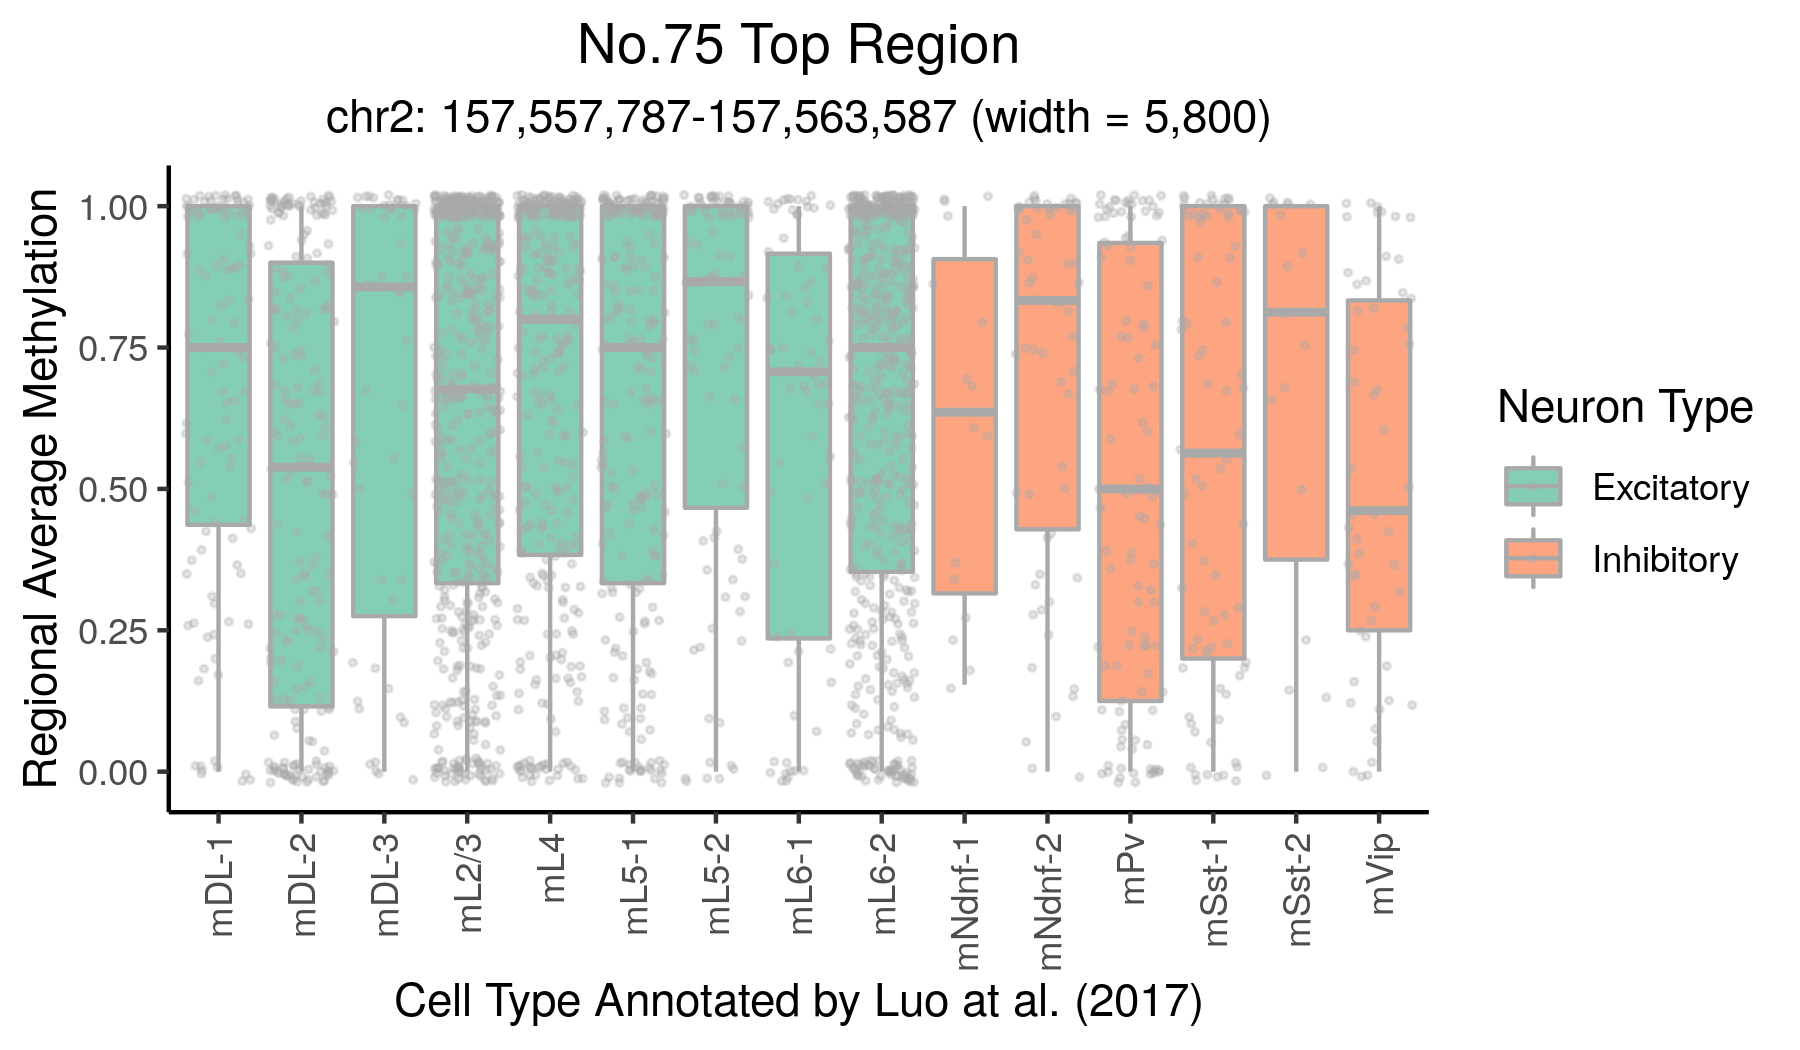 No.75 Top Region
chr2: 157,557,787-157,563,587 (width = 5,800)
Regional Average Methylation
1.00
0.75
0.50
0.25
0.00
mDL-1
mDL-2
mDL-3
mL2/3
mL4
mL5-1
mL5-2
mL6-1
mL6-2
mNdnf-1
mNdnf-2
mPv
mSst-1
mSst-2
mVip
Cell Type Annotated by Luo at al. (2017)
Neuron Type
Excitatory
Inhibitory